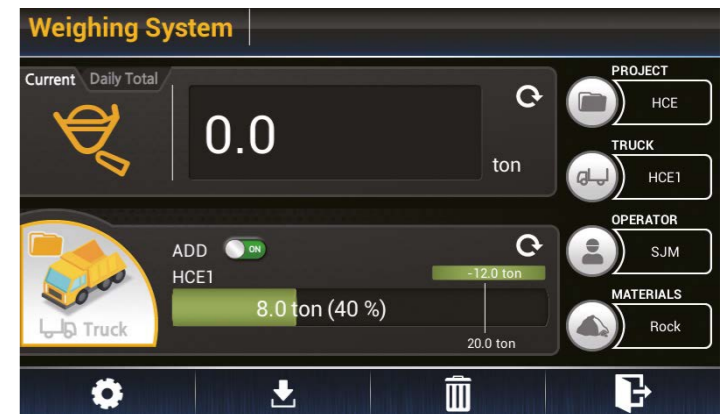 Weighing System
Current Daily Total
0.0
ton
ADD ON
HCE1
-12.0 ton
8.0 ton (40 %)
20.0 ton
Truck
PROJECT
HCE
TRUCK
HCE1
OPERATOR
SJM
MATERIALS
Rock